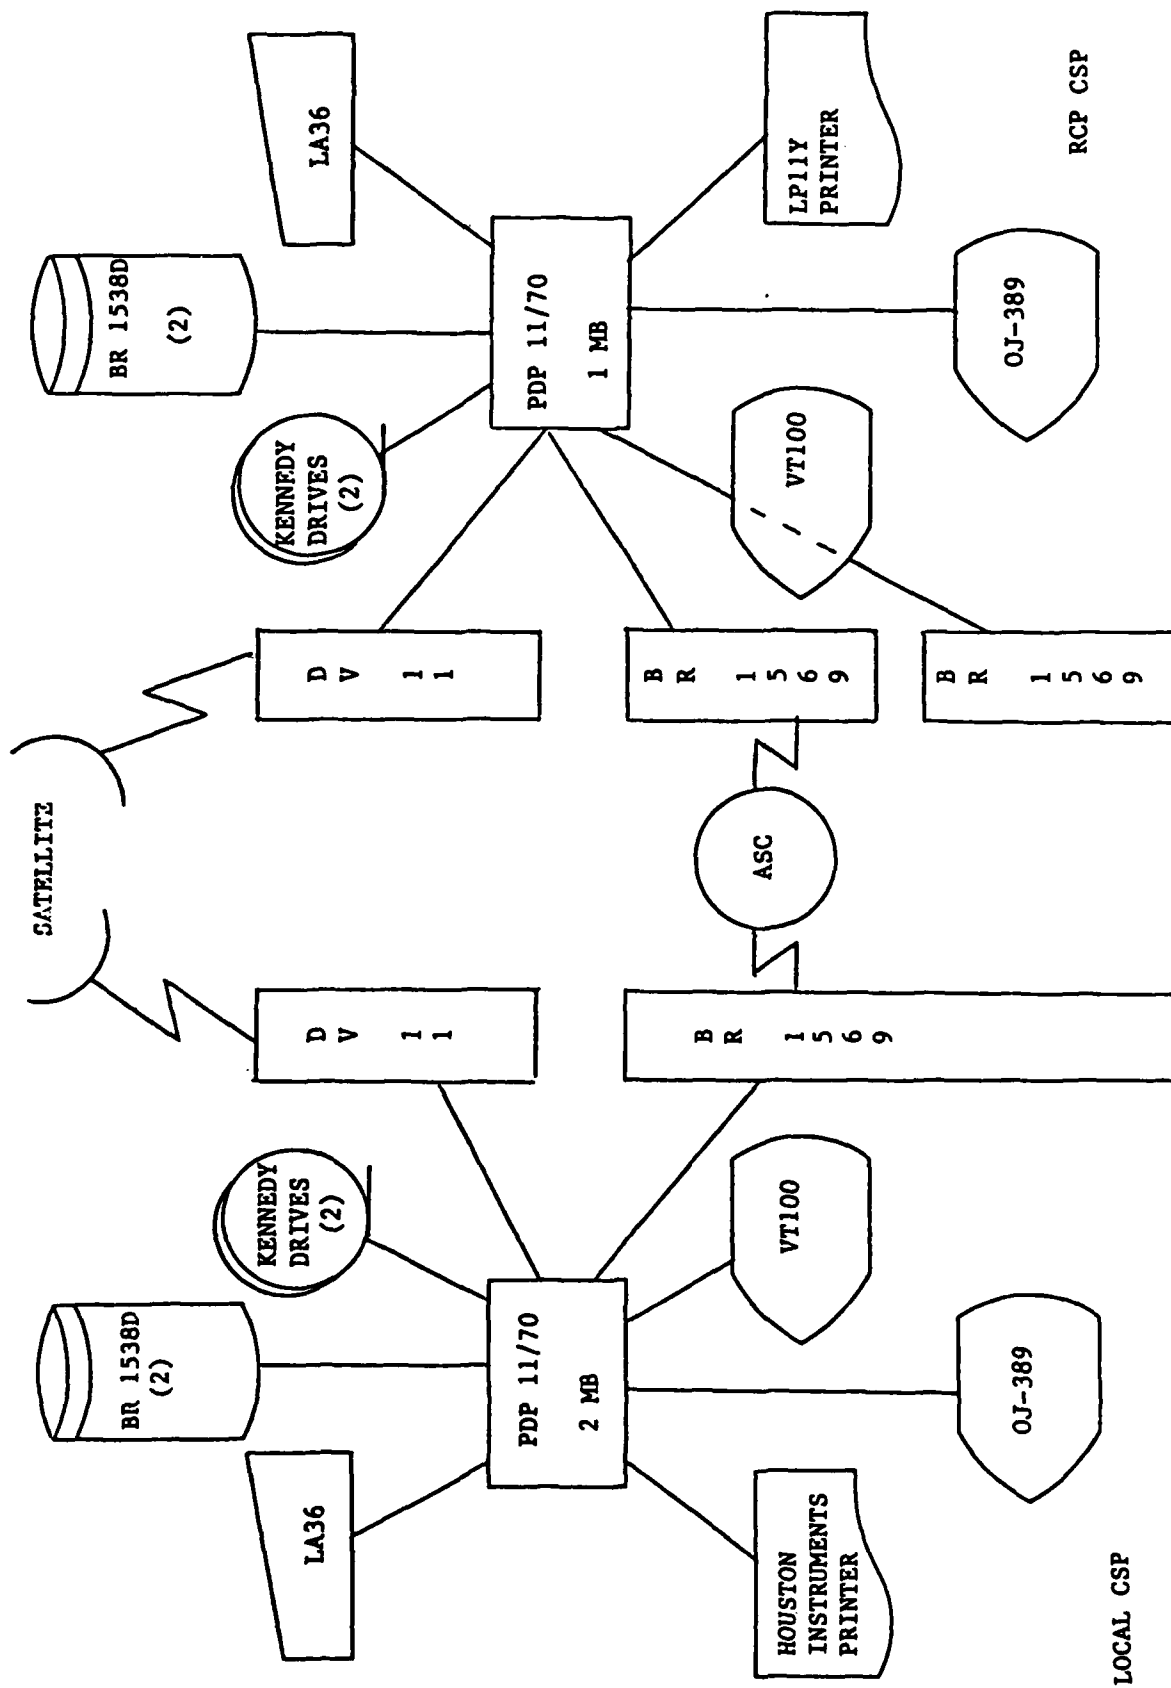 SATELLITE
BR 1538D
(2)
LA36
KENNEDY
DRIVES
(2)
D
V
1
1
PDP 11/70
2 MB
HOUSTON
INSTRUMENTS
PRINTER
VT100
B
R
1
5
6
9
OJ-389
LOCAL CSP
ASC
D
V
1
1
KENNEDY
DRIVES
(2)
BR 1538D
(2)
LA36
PDP 11/70
1 MB
B
R
1
5
6
9
VT100
LP11Y
PRINTER
B
R
1
5
6
9
OJ-389
RCP CSP